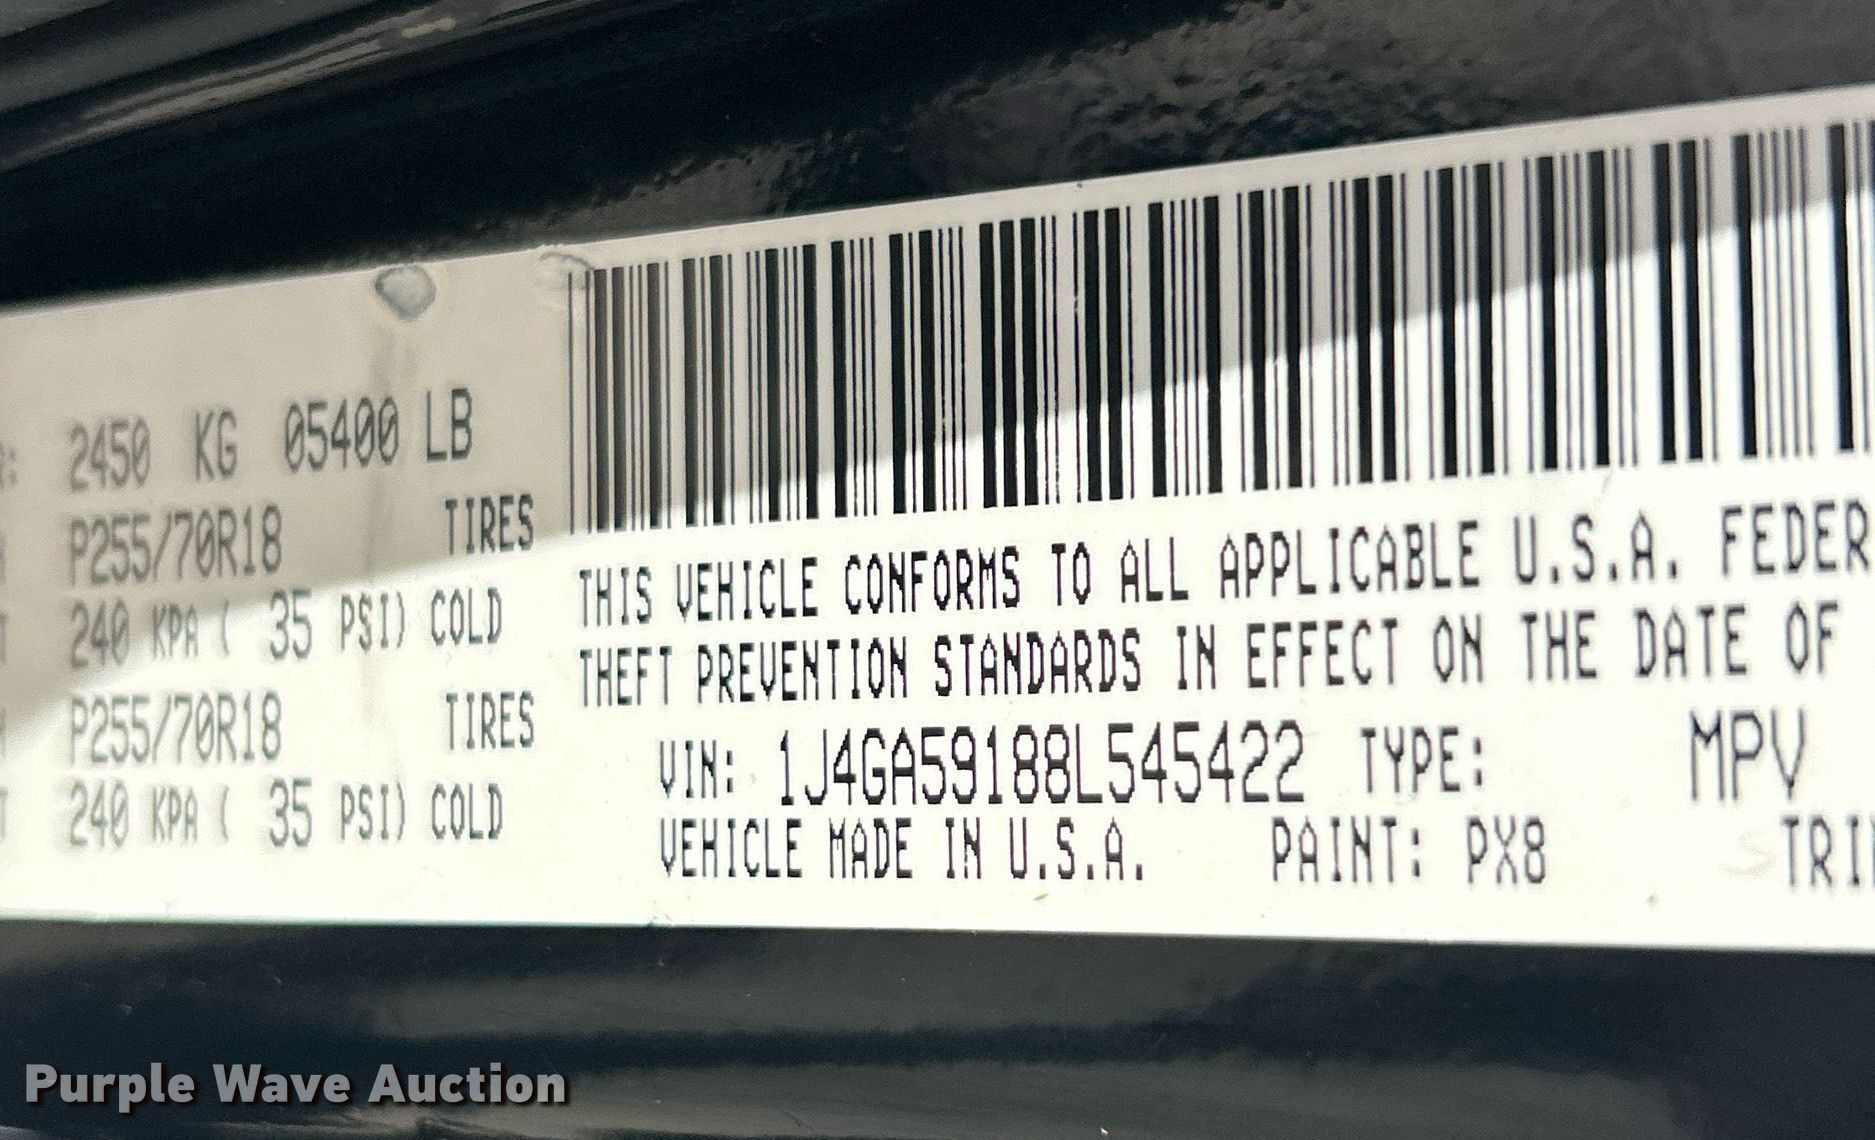 2450 KG 05400 LB
P255/70R18 TIRES
240 KPA ( 35 PSI) COLD
P255/70R18 TIRES
240 KPA ( 35 PSI) COLD
THIS VEHICLE CONFORMS TO ALL APPLICABLE U.S.A. FEDER
THEFT PREVENTION STANDARDS IN EFFECT ON THE DATE OF
VIN: 1J4GA59188L545422 TYPE: MPV
VEHICLE MADE IN U.S.A. PAINT: PX8 TRI
Purple Wave Auction